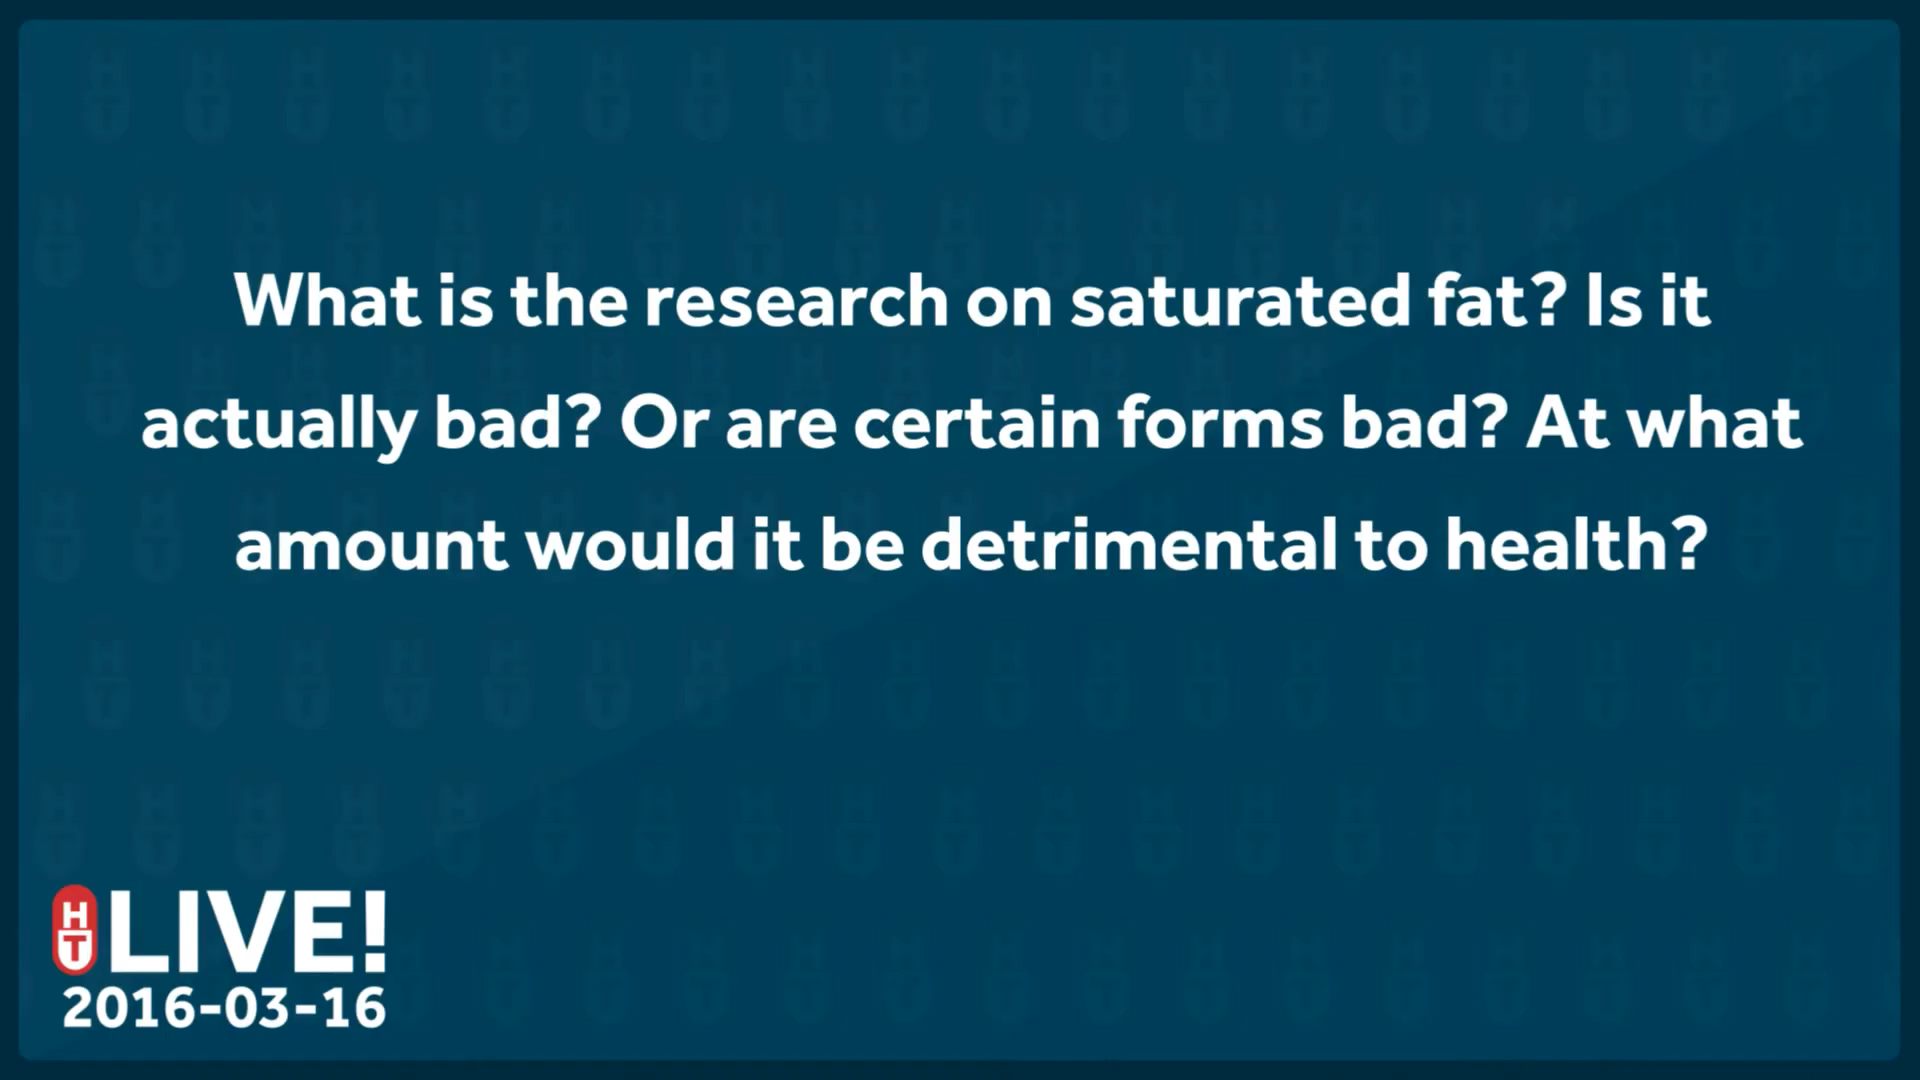 What is the research on saturated fat? Is it
actually bad? Or are certain forms bad? At what
amount would it be detrimental to health?
HT LIVE!
2016-03-16